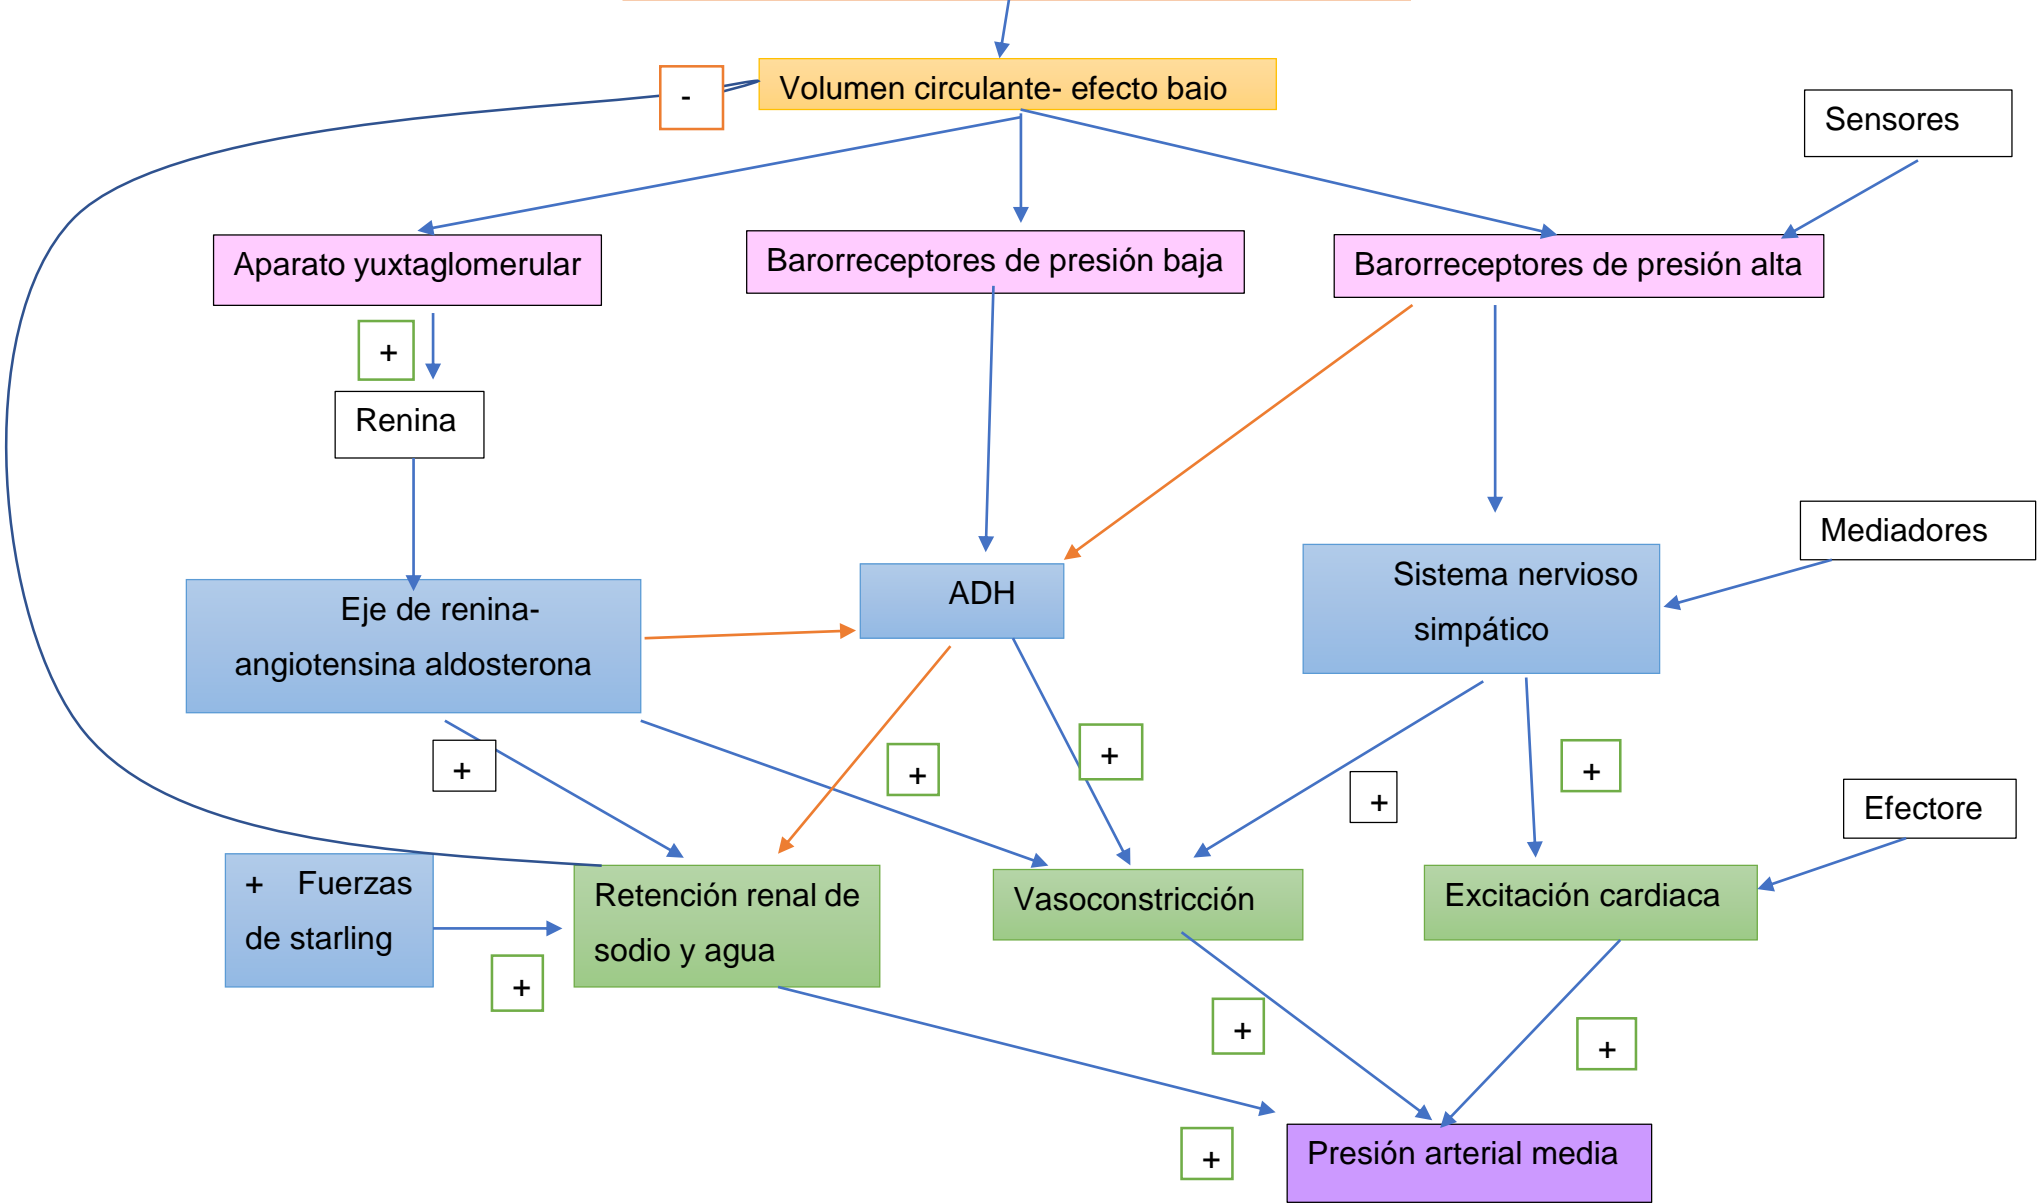 -
Volumen circulante- efecto bajo
Sensores
Aparato yuxtaglomerular
Barorreceptores de presión baja
Barorreceptores de presión alta
+
Renina
Mediadores
Eje de renina-
angiotensina aldosterona
ADH
Sistema nervioso
simpático
+
+
+
+
+
Efectore
+ Fuerzas
de starling
Retención renal de
sodio y agua
Vasoconstricción
Excitación cardiaca
+
+
+
+
Presión arterial media